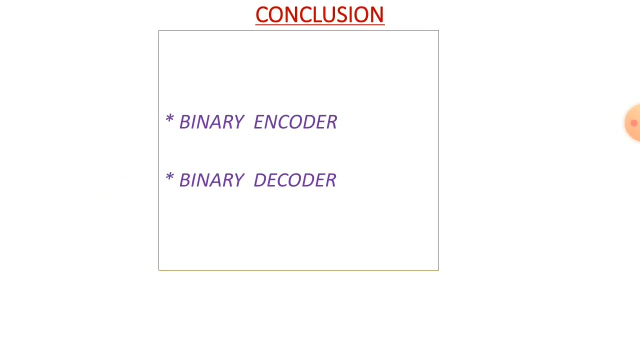 CONCLUSION
* BINARY ENCODER
* BINARY DECODER